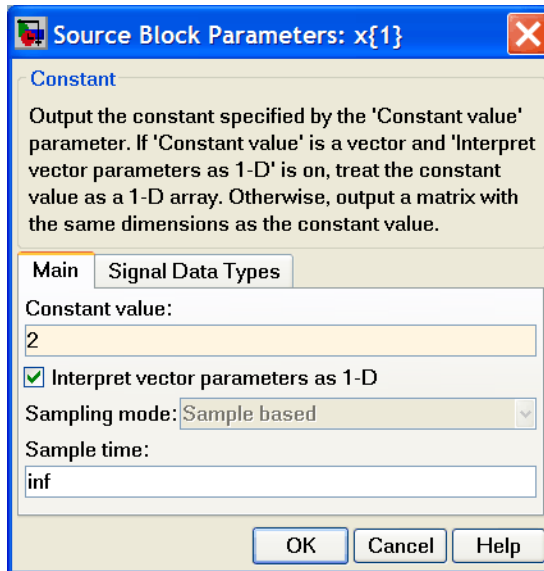 Source Block Parameters: x{1}
Constant
Output the constant specified by the 'Constant value'
parameter. If 'Constant value' is a vector and 'Interpret
vector parameters as 1-D' is on, treat the constant
value as a 1-D array. Otherwise, output a matrix with
the same dimensions as the constant value.
Main Signal Data Types
Constant value:
2
Interpret vector parameters as 1-D
Sampling mode: Sample based
Sample time:
inf
OK Cancel Help